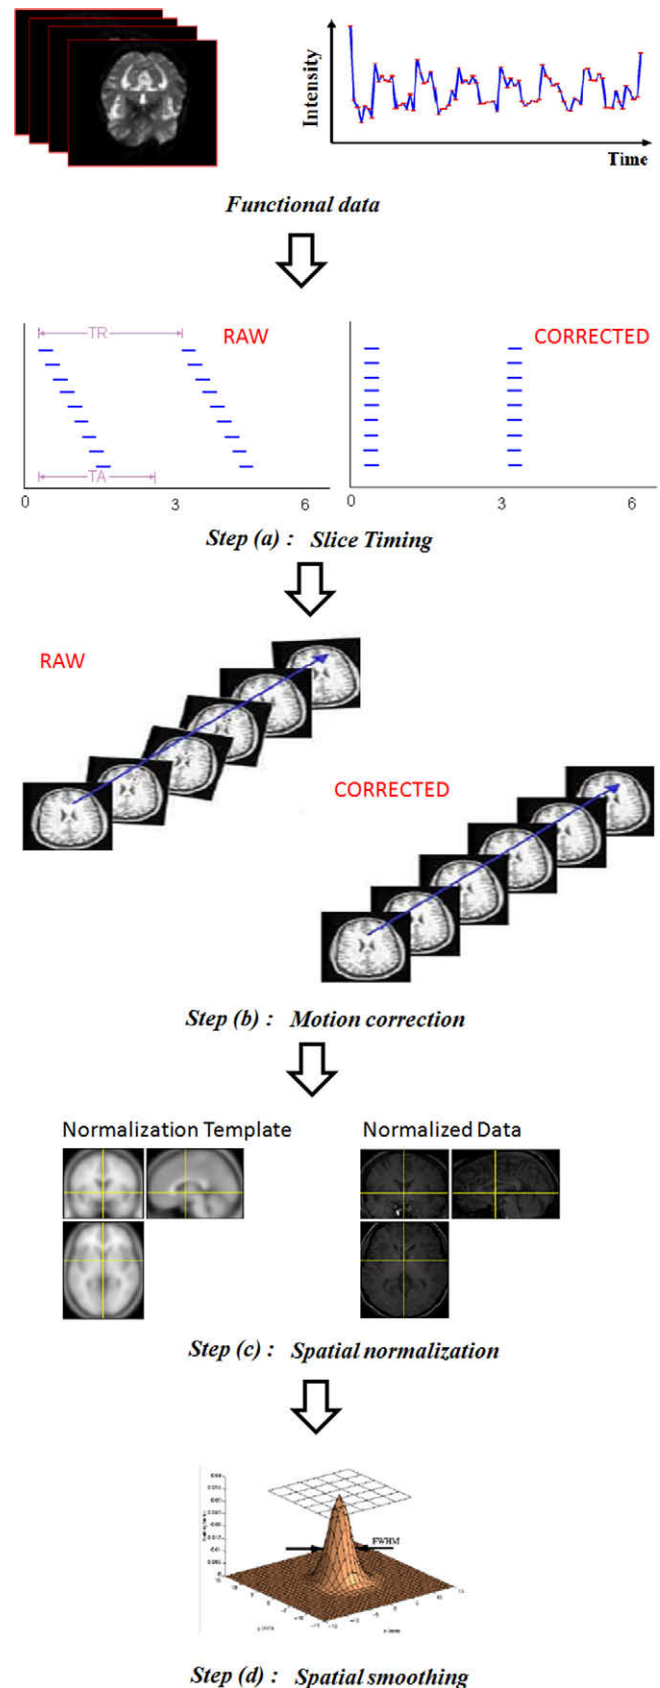 Intensity
Time
Functional data
TR
RAW
CORRECTED
TA
0 3 6
0 3 6
Step (a) : Slice Timing
RAW
CORRECTED
Step (b) : Motion correction
Normalization Template
Normalized Data
Step (c) : Spatial normalization
FWHM
Step (d) : Spatial smoothing